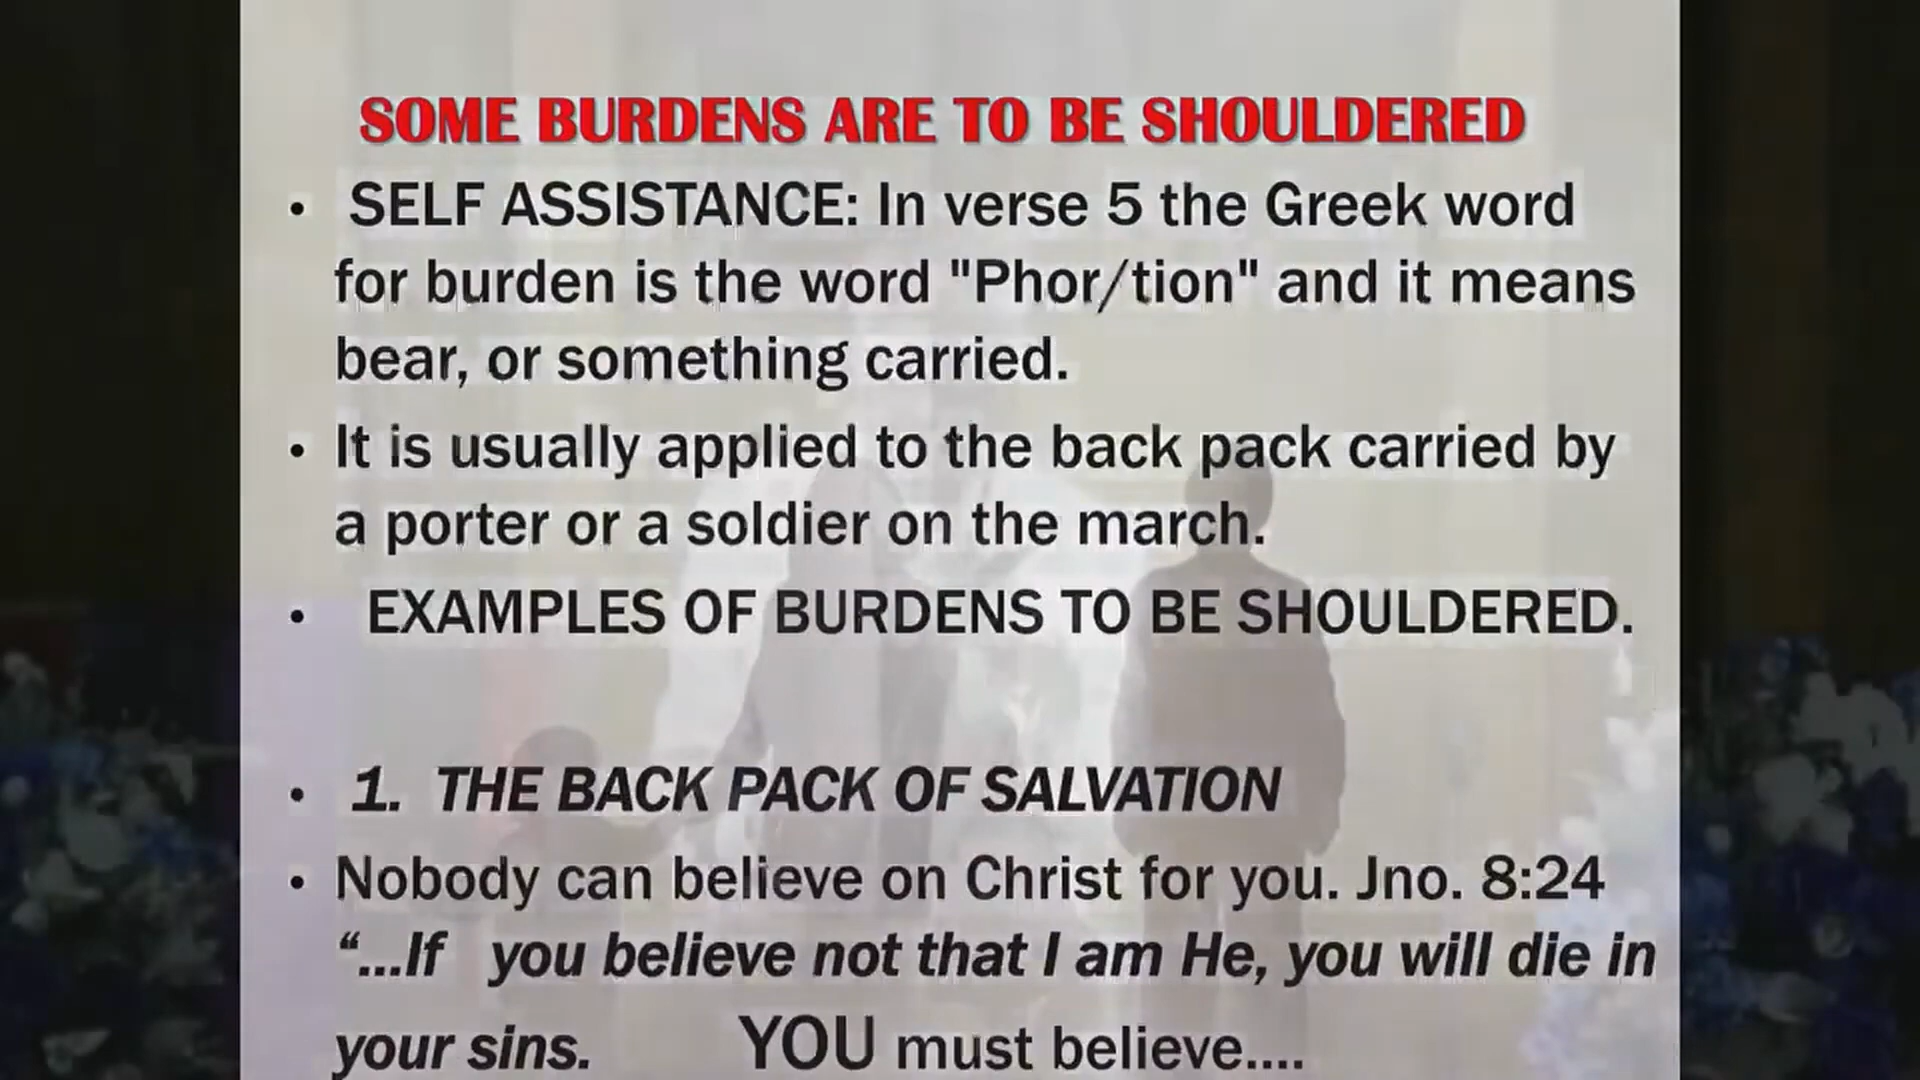 SOME BURDENS ARE TO BE SHOULDERED
• SELF ASSISTANCE: In verse 5 the Greek word
for burden is the word "Phor/tion" and it means
bear, or something carried.
• It is usually applied to the back pack carried by
a porter or a soldier on the march.
• EXAMPLES OF BURDENS TO BE SHOULDERED.
• 1. THE BACK PACK OF SALVATION
• Nobody can believe on Christ for you. Jno. 8:24
“...If you believe not that I am He, you will die in
your sins. YOU must believe....